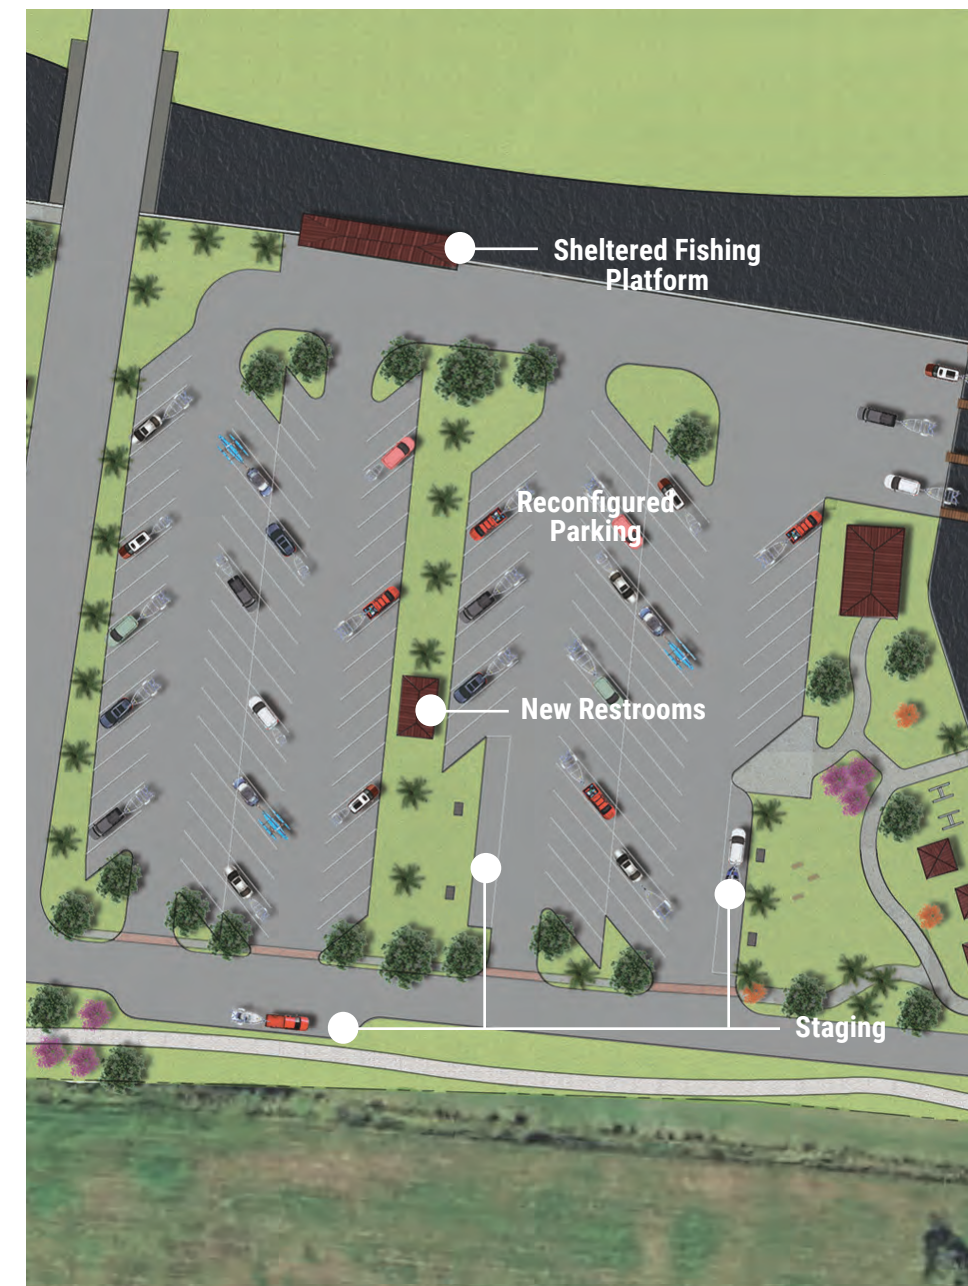 Sheltered Fishing
Platform
Reconfigured
Parking
New Restrooms
Staging